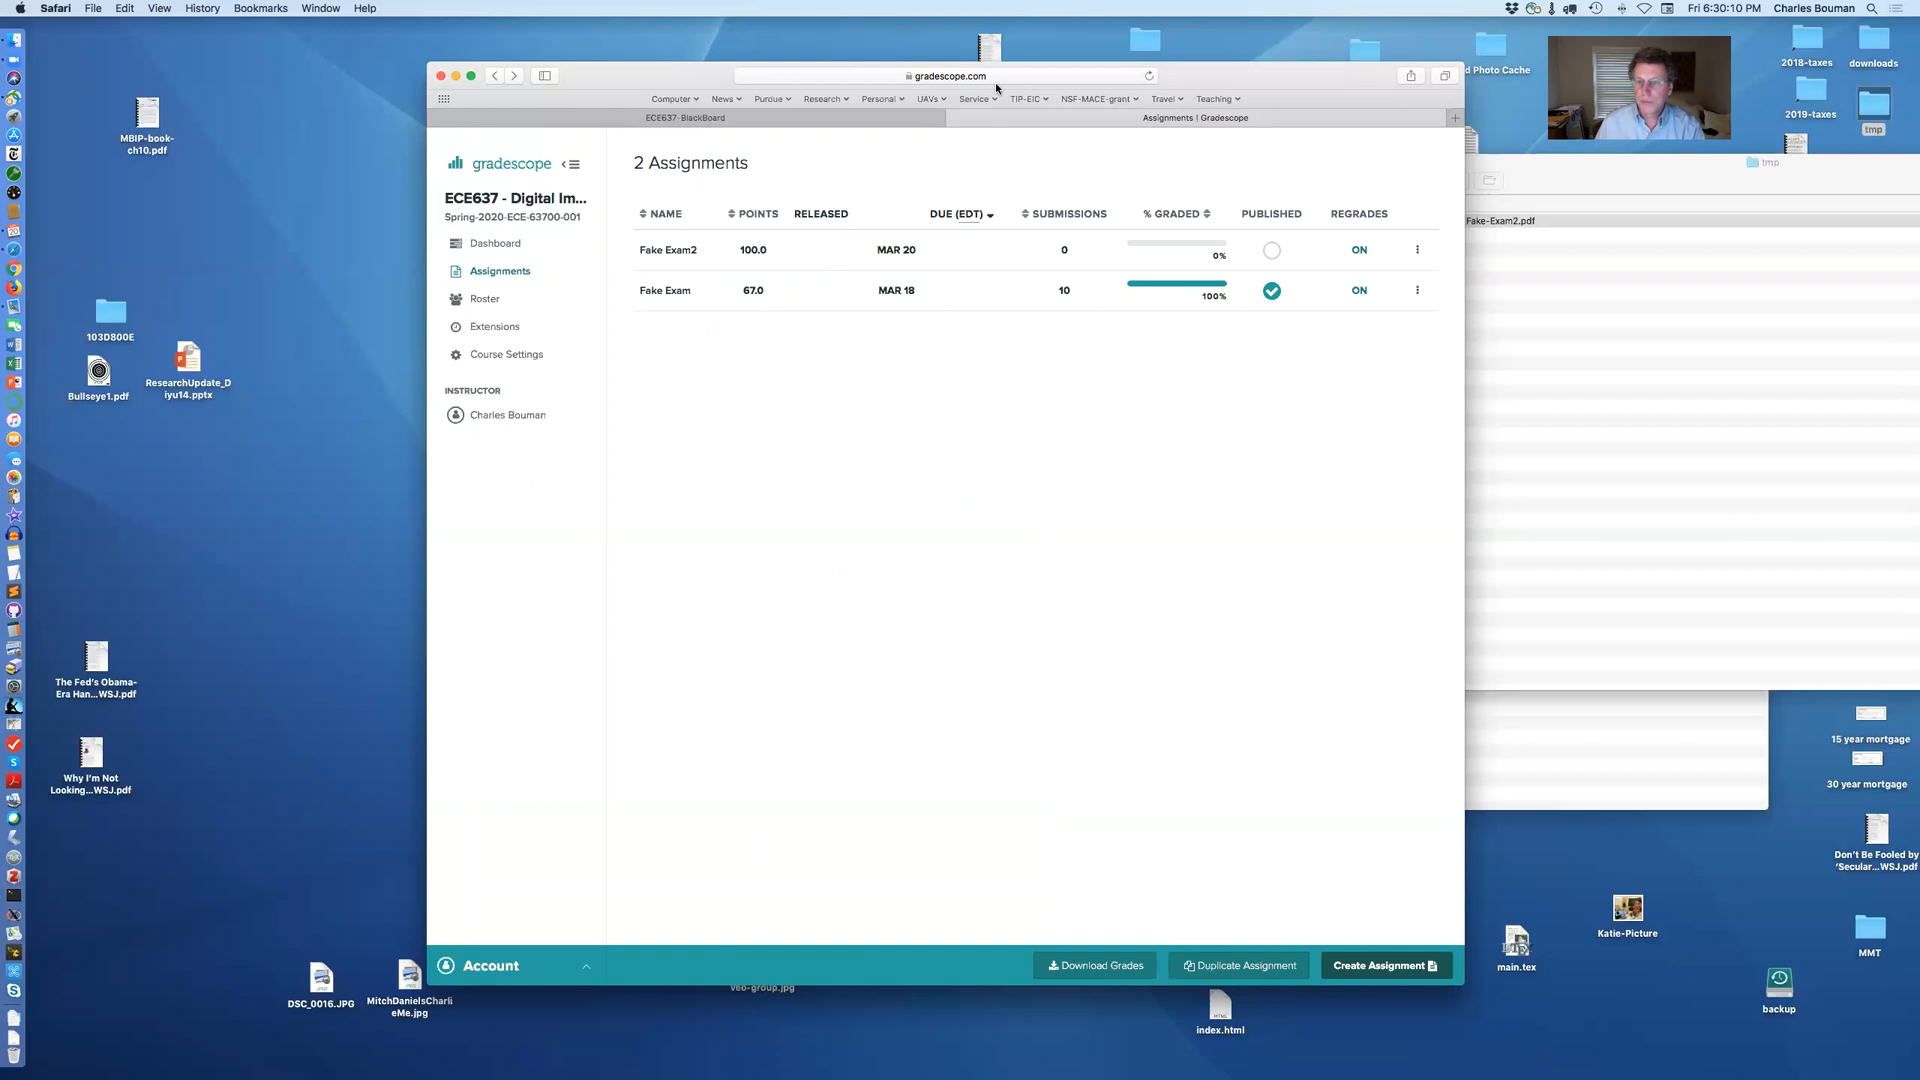 Safari File Edit View History Bookmarks Window Help
Fri 6:30:10 PM Charles Bouman
MBIP-book-
ch10.pdf
103D800E
Bullseye1.pdf
ResearchUpdate_D
iyu14.pptx
The Fed's Obama-
Era Han...WSJ.pdf
Why I'm Not
Looking...WSJ.pdf
DSC_0016.JPG
MitchDanielsCharli
eMe.jpg
gradescope.com
Computer News Purdue Research Personal UAVs Service TIP-EIC NSF-MACE-grant Travel Teaching
ECE637-BlackBoard
Assignments | Gradescope
gradescope
ECE637 - Digital Im...
Spring-2020-ECE-63700-001
Dashboard
Assignments
Roster
Extensions
Course Settings
INSTRUCTOR
Charles Bouman
2 Assignments
NAME POINTS RELEASED DUE (EDT) SUBMISSIONS % GRADED PUBLISHED REGRADES
Fake Exam2 100.0 MAR 20 0 0% ON
Fake Exam 67.0 MAR 18 10 100% ON
Account
Download Grades
Duplicate Assignment
Create Assignment
veo-group.jpg
index.html
d Photo Cache
2018-taxes
downloads
2019-taxes
tmp
tmp
Fake-Exam2.pdf
15 year mortgage
30 year mortgage
Don't Be Fooled by
'Secular...WSJ.pdf
Katie-Picture
main.tex
MMT
backup